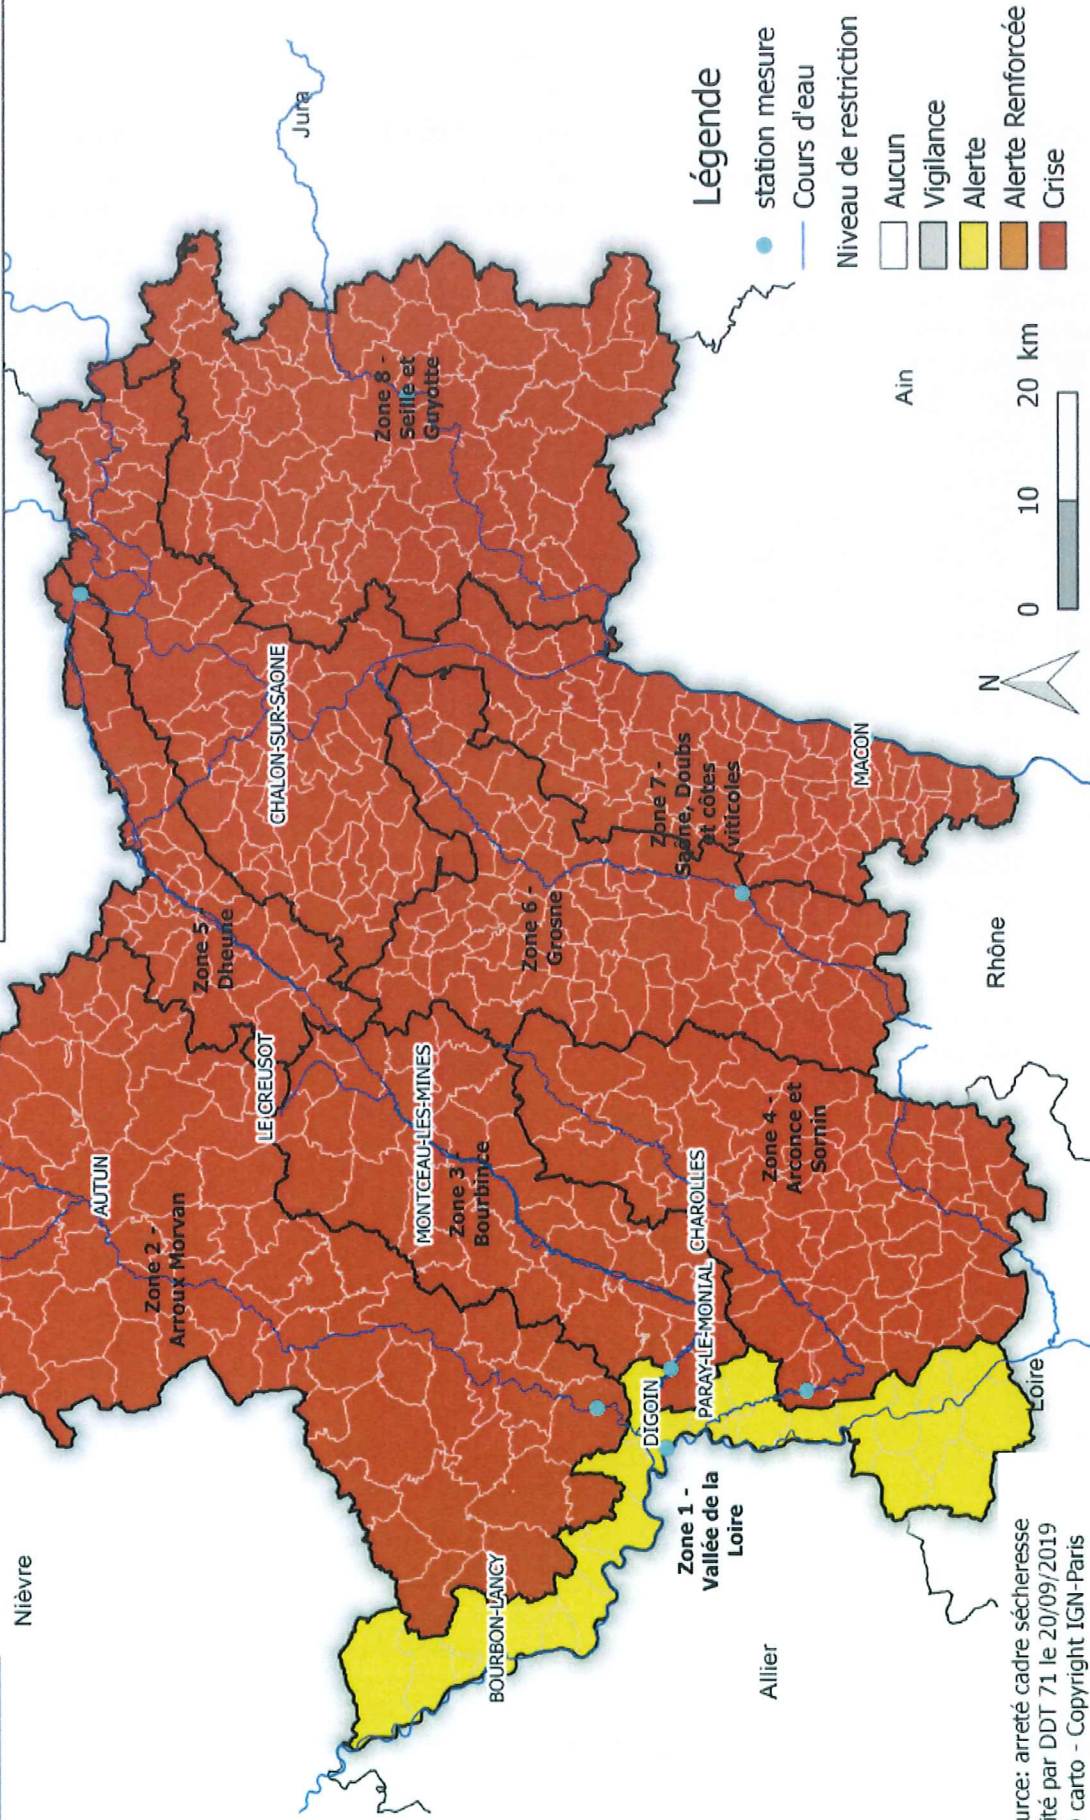 Nièvre
Jura
AUTUN
Zone 2 -
Arroux Morvan
Zone 5
Dheune
LE CREUSOT
CHALON-SUR-SAONE
Zone 8 -
Seille et
Guyotte
MONTCEAU-LES-MINES
Zone 3
Bourbince
BOURBON-LANCY
Zone 6 -
Grosne
DIGOIN
PARAY-LE-MONIAL
CHAROLLES
Zone 1 -
Vallée de la
Loire
Zone 4 -
Arconce et
Sornin
Zone 7 -
Saône, Doubs
et côtes
viticoles
MACON
Allier
Loire
Rhône
Ain
N
0 10 20 km
Légende
station mesure
Cours d'eau
Niveau de restriction
Aucun
Vigilance
Alerte
Alerte Renforcée
Crise
urce: arreté cadre sécheresse
ité par DDT 71 le 20/09/2019
carto - Copyright IGN-Paris